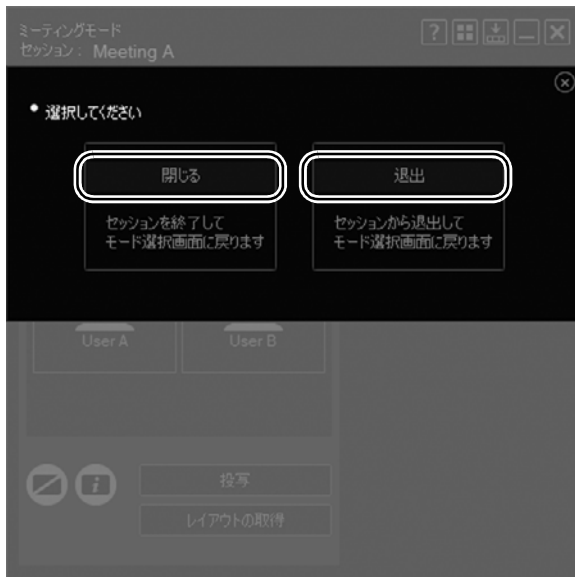 ミーティングモード
セッション： Meeting A
選択してください
閉じる
退出
セッションを終了して
モード選択画面に戻ります
セッションから退出して
モード選択画面に戻ります
User A
User B
投写
レイアウトの取得